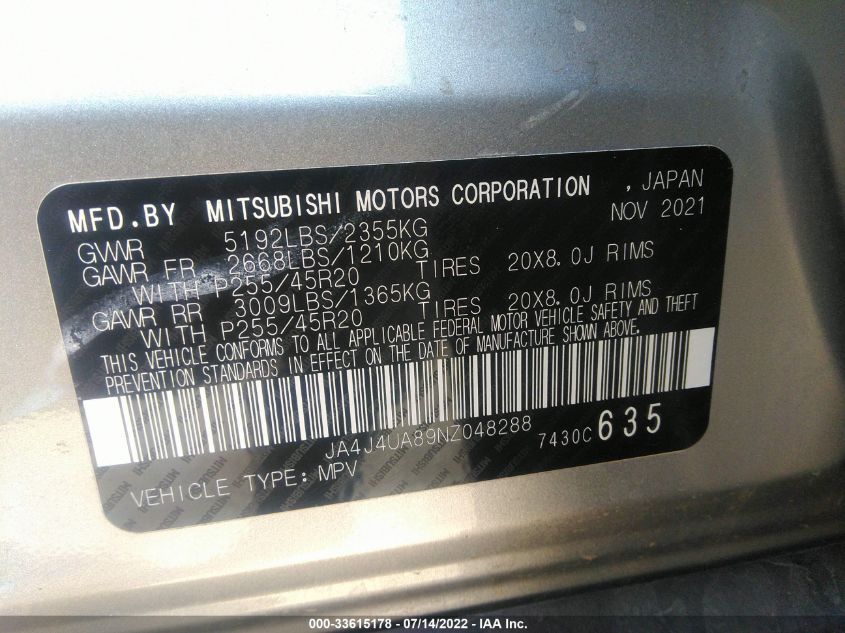 MFD.BY MITSUBISHI MOTORS CORPORATION , JAPAN
NOV 2021
GVWR 5192LBS/2355KG
GAWR FR 2668LBS/1210KG
WITH P255/45R20 TIRES 20X8.0J RIMS
GAWR RR 3009LBS/1365KG
WITH P255/45R20 TIRES 20X8.0J RIMS
THIS VEHICLE CONFORMS TO ALL APPLICABLE FEDERAL MOTOR VEHICLE SAFETY AND THEFT
PREVENTION STANDARDS IN EFFECT ON THE DATE OF MANUFACTURE SHOWN ABOVE.
JA4J4UA89NZ048288 7430C 635
VEHICLE TYPE: MPV
000-33615178 - 07/14/2022 - IAA Inc.